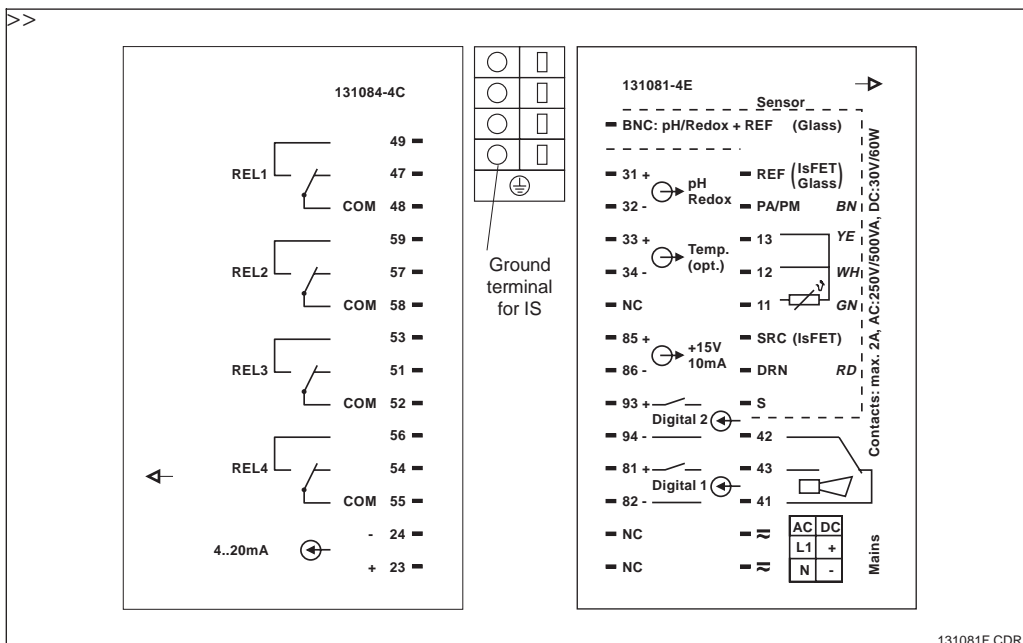 >>
131084-4C
49
REL1
47
COM 48
59
REL2
57
COM 58
53
REL3
51
COM 52
56
REL4
54
COM 55
- 24
4..20mA
+ 23
Ground
terminal
for IS
131081-4E
Sensor
BNC: pH/Redox + REF (Glass)
31 +
32 -
pH
Redox
33 +
34 -
Temp.
(opt.)
NC
85 +
86 -
+15V
10mA
93 +
Digital 2
94 -
81 +
Digital 1
82 -
NC
NC
REF (IsFET
Glass)
PA/PM BN
13 YE
12 WH
11 GN
SRC (IsFET)
DRN RD
S
42
43
41
≂ AC DC
L1 +
≂ N -
Mains
Contacts: max. 2A, AC:250V/500VA, DC:30V/60W
131081F.CDR